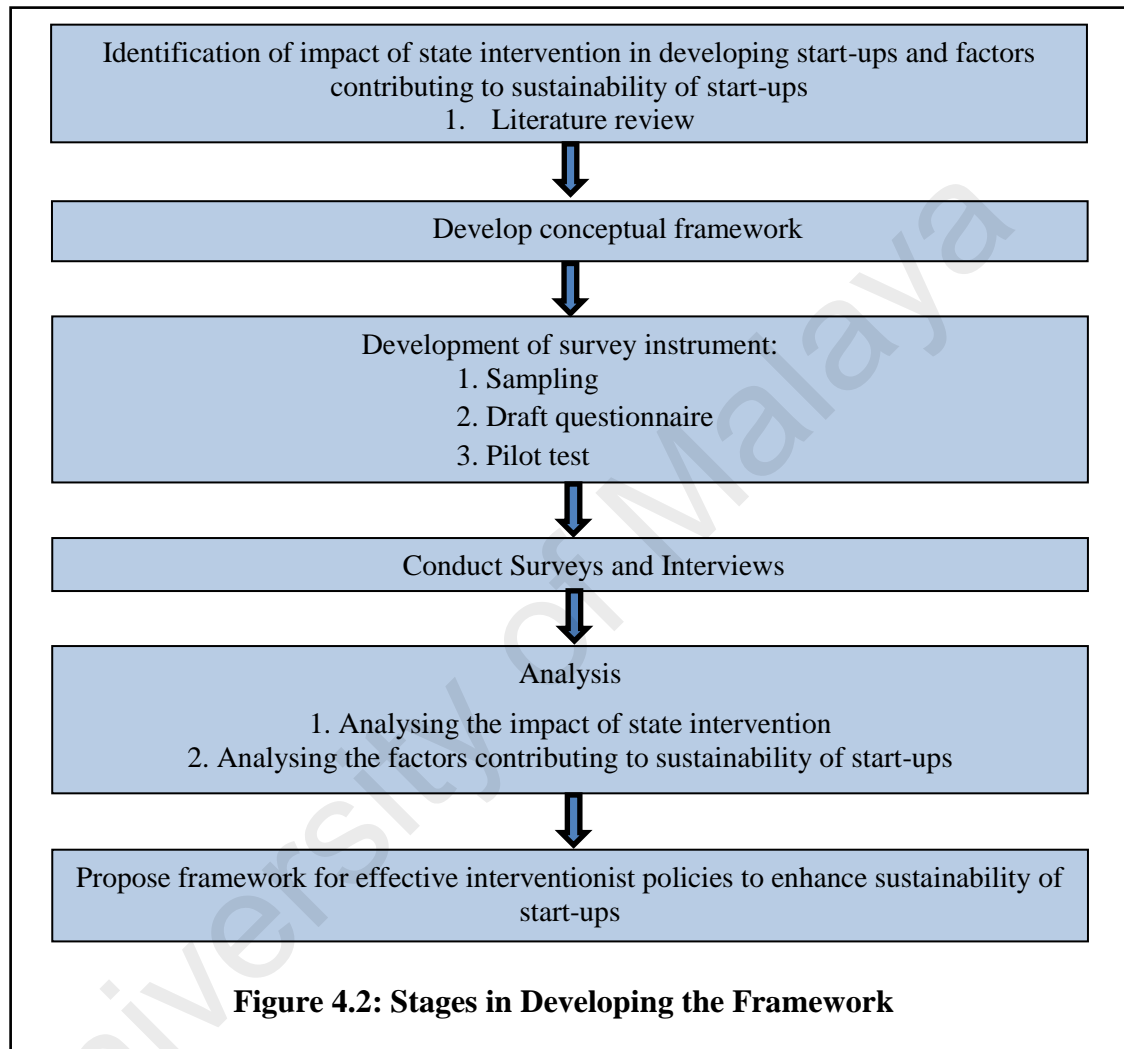 Identification of impact of state intervention in developing start-ups and factors
contributing to sustainability of start-ups
1. Literature review
Develop conceptual framework
Development of survey instrument:
1. Sampling
2. Draft questionnaire
3. Pilot test
Conduct Surveys and Interviews
Analysis
1. Analysing the impact of state intervention
2. Analysing the factors contributing to sustainability of start-ups
Propose framework for effective interventionist policies to enhance sustainability of
start-ups
Figure 4.2: Stages in Developing the Framework
niversity of Malaya